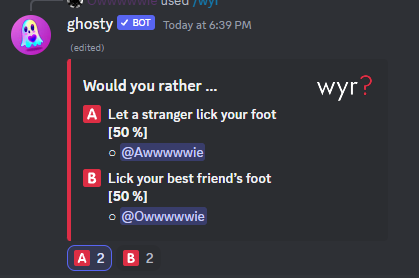 Owwwwwie used /wyr
ghosty BOT Today at 6:39 PM
(edited)
Would you rather ...
wyr?
A Let a stranger lick your foot
[50 %]
○ @Awwwwwie
B Lick your best friend's foot
[50 %]
○ @Owwwwwie
A 2 B 2